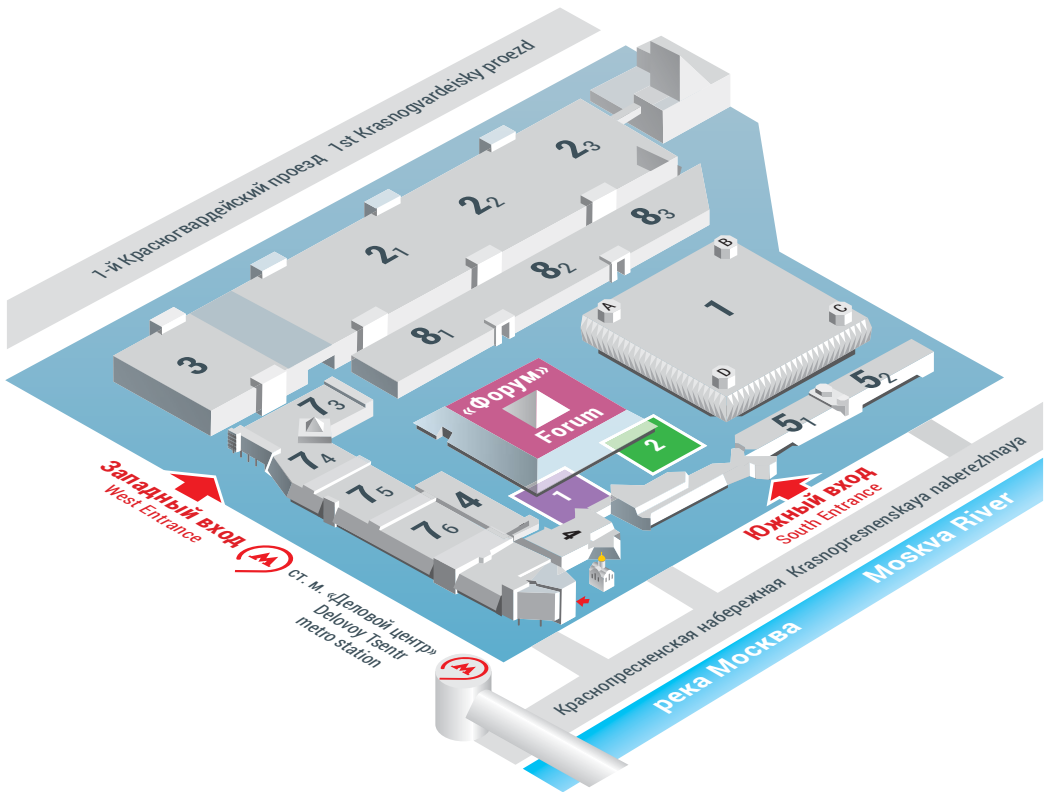 1-й Красногвардейский проезд 1st Krasnogvardeisky proezd
2₃
2₂
8₃
B
2₁
8₂
A
1
C
8₁
3
D
5₂
«Форум»
Forum
7₃
5₁
2
7₄
Западный вход
West Entrance
7₅
4
1
Южный вход
South Entrance
7₆
4
ст. м. «Деловой центр»
Delovoy Tsentr
metro station
Краснопресненская набережная Krasnopresnenskaya naberezhnaya
река Москва Moskva River